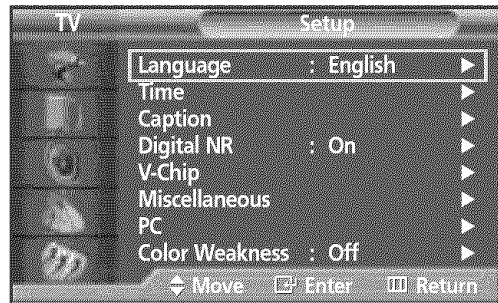 TV Setup
Language : English
Time
Caption
Digital NR : On
V-Chip
Miscellaneous
PC
Color Weakness : Off
Move Enter Return